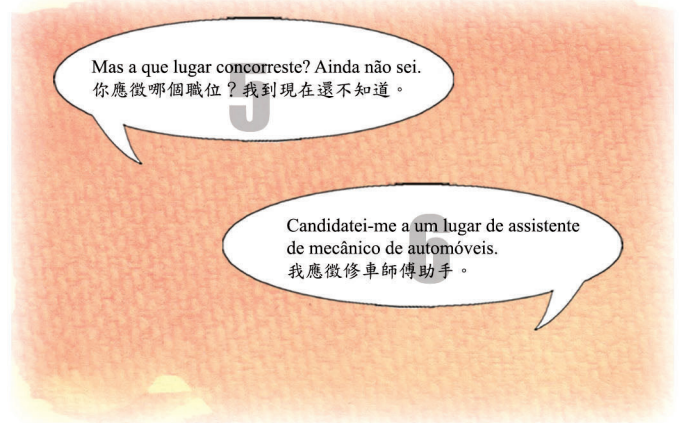 5
Mas a que lugar concorreste? Ainda não sei.
你應徵哪個職位？我到現在還不知道。
6
Candidatei-me a um lugar de assistente
de mecânico de automóveis.
我應徵修車師傅助手。